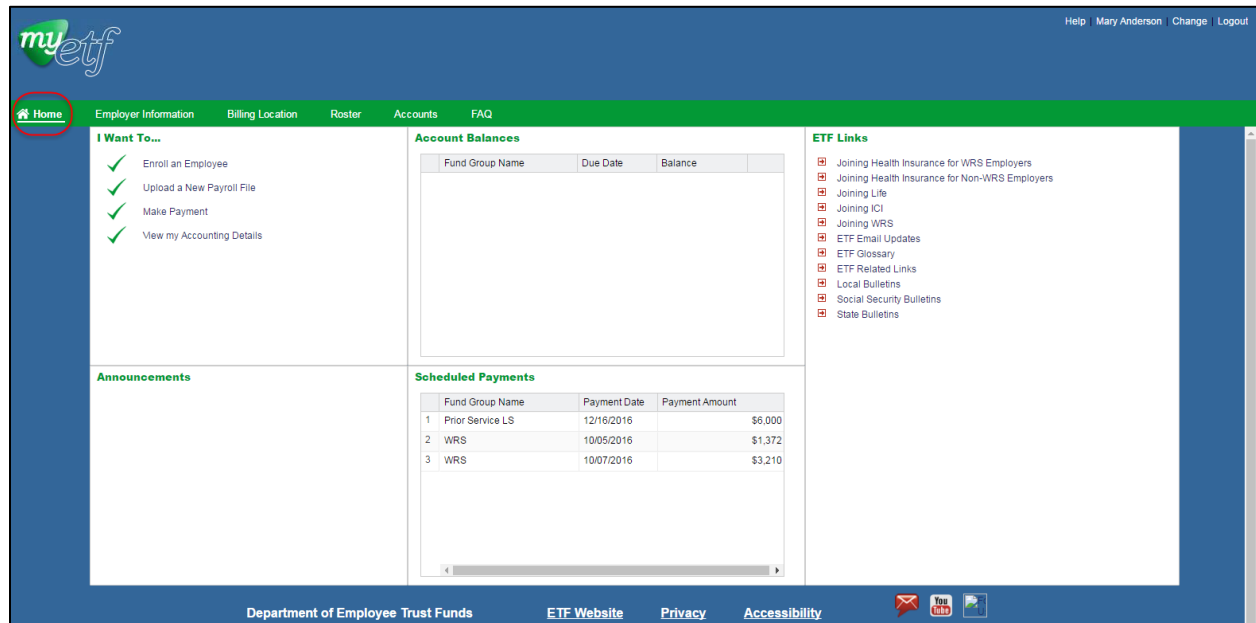 Help | Mary Anderson | Change | Logout
my etf
Home Employer Information Billing Location Roster Accounts FAQ
I Want To...
Enroll an Employee
Upload a New Payroll File
Make Payment
View my Accounting Details
Account Balances
Fund Group Name Due Date Balance
ETF Links
Joining Health Insurance for WRS Employers
Joining Health Insurance for Non-WRS Employers
Joining Life
Joining ICI
Joining WRS
ETF Email Updates
ETF Glossary
ETF Related Links
Local Bulletins
Social Security Bulletins
State Bulletins
Announcements
Scheduled Payments
Fund Group Name Payment Date Payment Amount
1 Prior Service LS 12/16/2016 $6,000
2 WRS 10/05/2016 $1,372
3 WRS 10/07/2016 $3,210
Department of Employee Trust Funds ETF Website Privacy Accessibility
You Tube